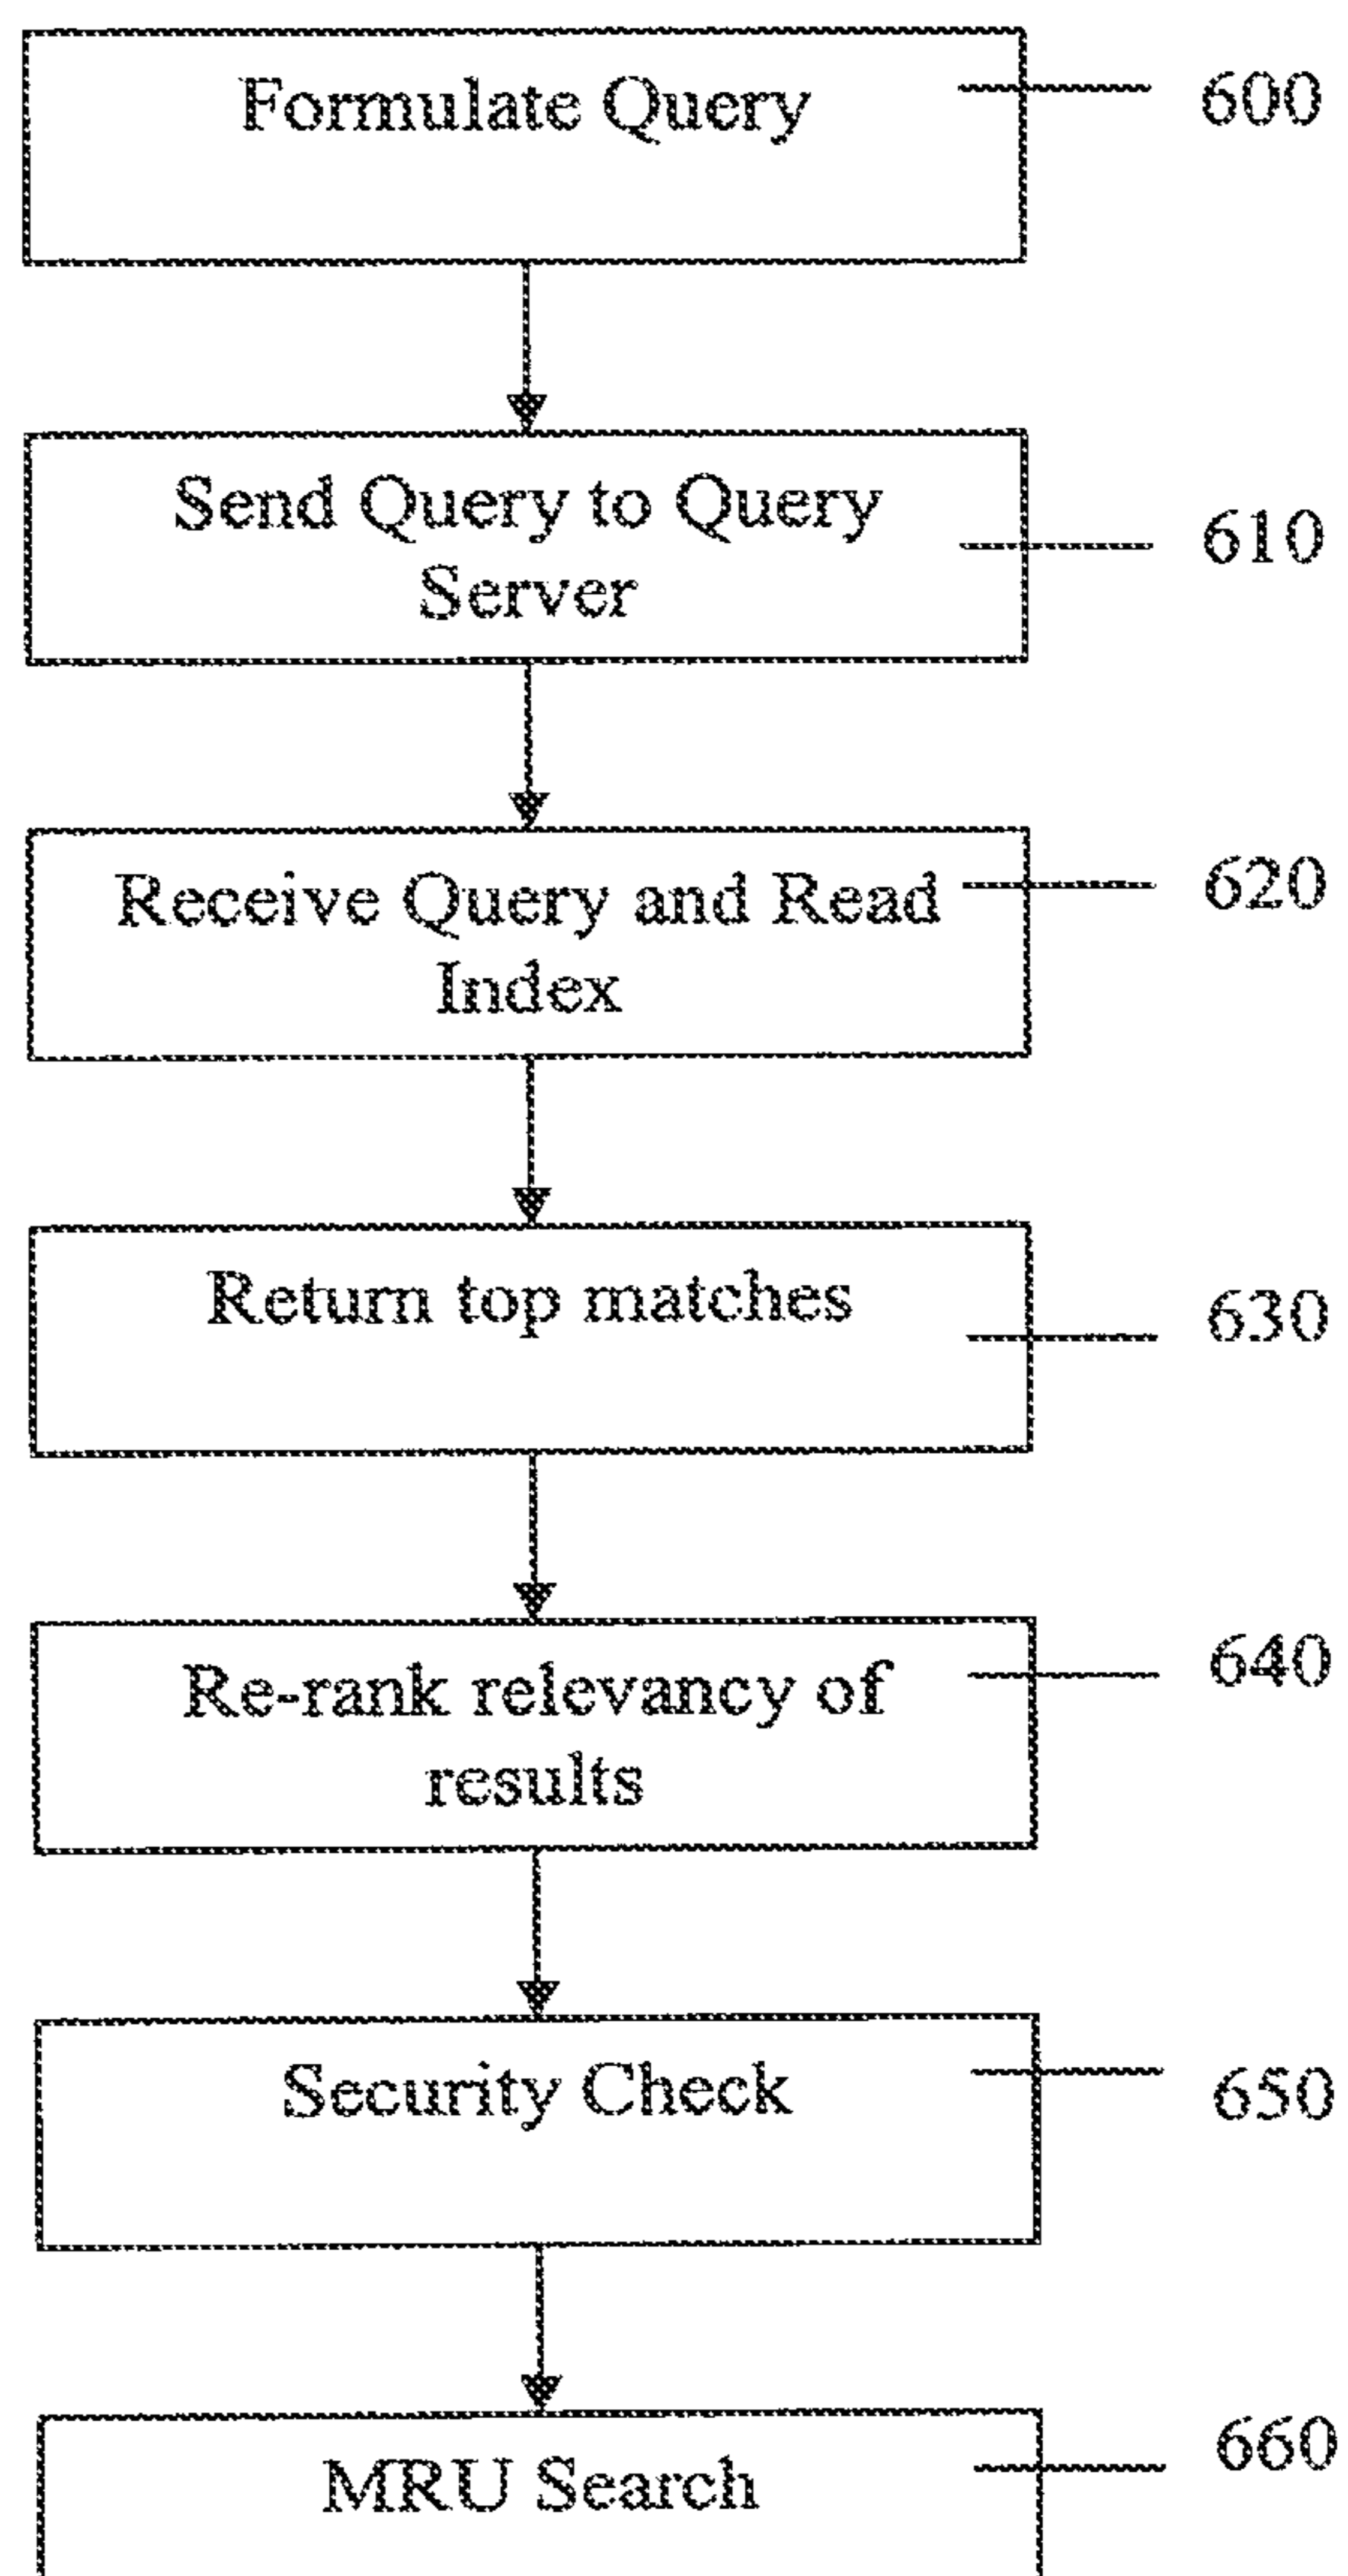 Formulate Query
600
Send Query to Query
Server
610
Receive Query and Read
Index
620
Return top matches
630
Re-rank relevancy of
results
640
Security Check
650
MRU Search
660